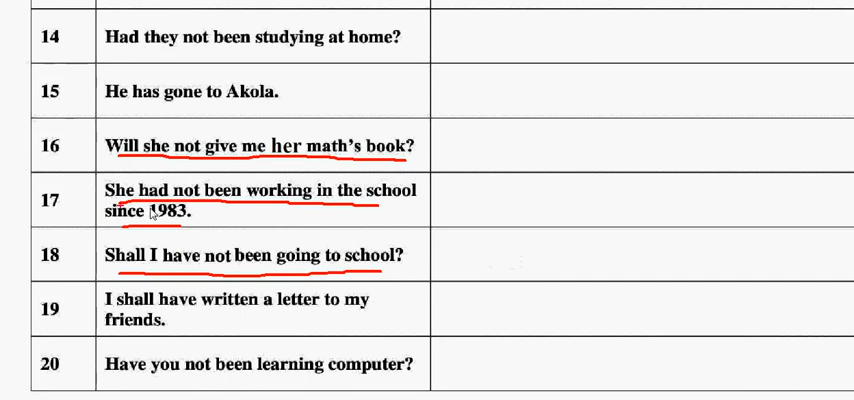 14 Had they not been studying at home?
15 He has gone to Akola.
16 Will she not give me her math's book?
17 She had not been working in the school
since 1983.
18 Shall I have not been going to school?
19 I shall have written a letter to my
friends.
20 Have you not been learning computer?